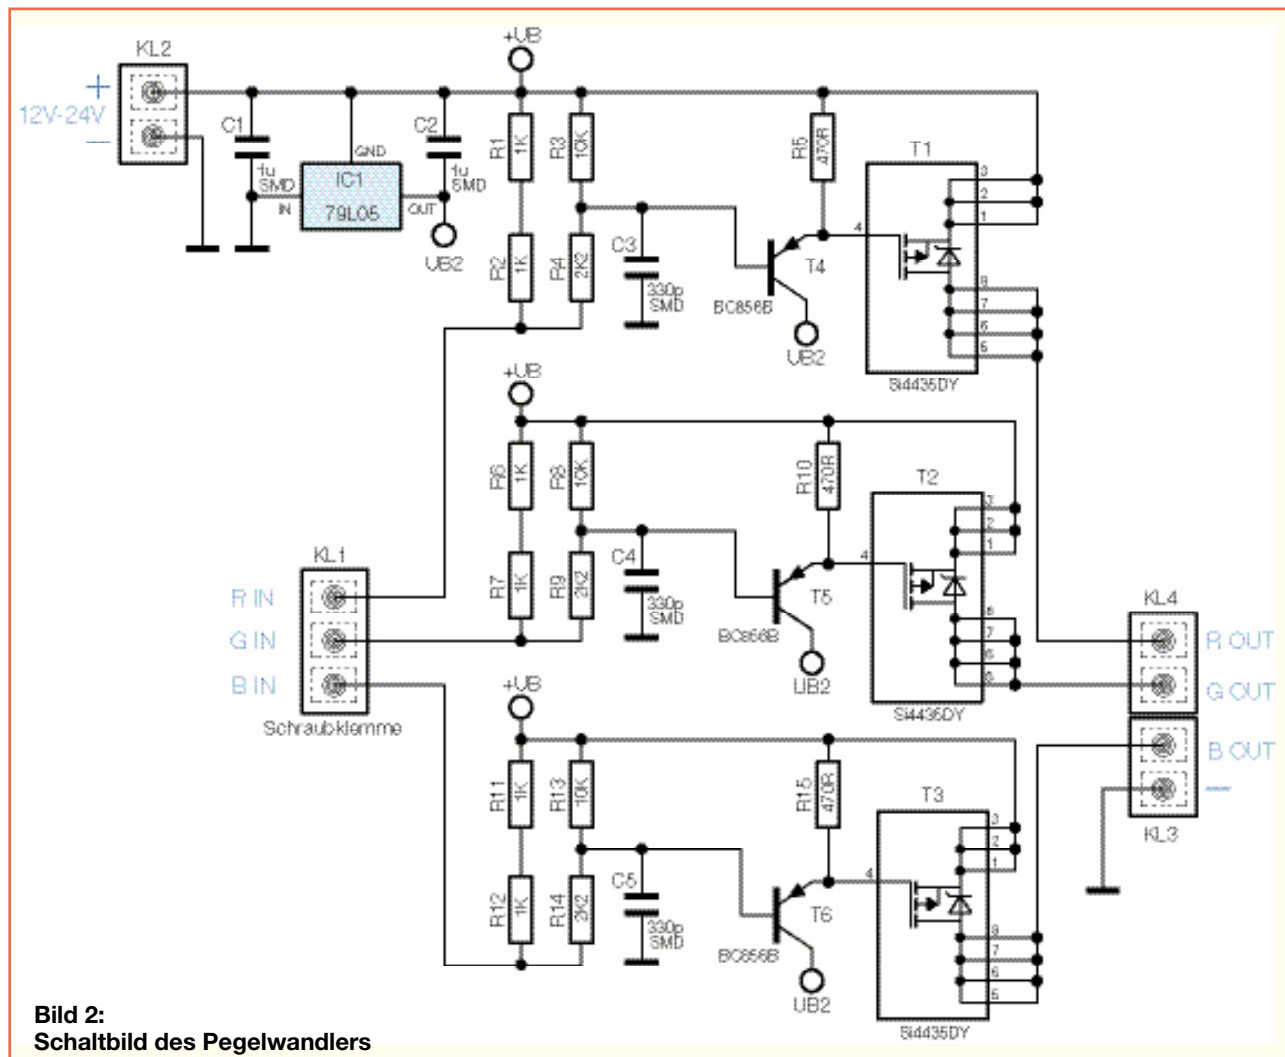 +UB
KL2
+
12V-24V
—
C1
1u
SMD
GND
IC1
79L05
IN
OUT
C2
1u
SMD
UB2
R1
1K
R3
10K
R5
470R
T1
3
2
1
4
8
7
6
5
R2
1K
R4
2K2
C3
330p
SMD
T4
BC856B
UB2
Si4435DY
+UB
R6
1K
R8
10K
R10
470R
T2
3
2
1
4
8
7
6
5
R7
1K
R9
2K2
C4
330p
SMD
T5
BC856B
UB2
Si4435DY
KL1
R IN
G IN
B IN
Schraubklemme
KL4
R OUT
G OUT
B OUT
—
KL3
+UB
R11
1K
R13
10K
R15
470R
T3
3
2
1
4
8
7
6
5
R12
1K
R14
2K2
C5
330p
SMD
T6
BC856B
UB2
Si4435DY
Bild 2:
Schaltbild des Pegelwandlers